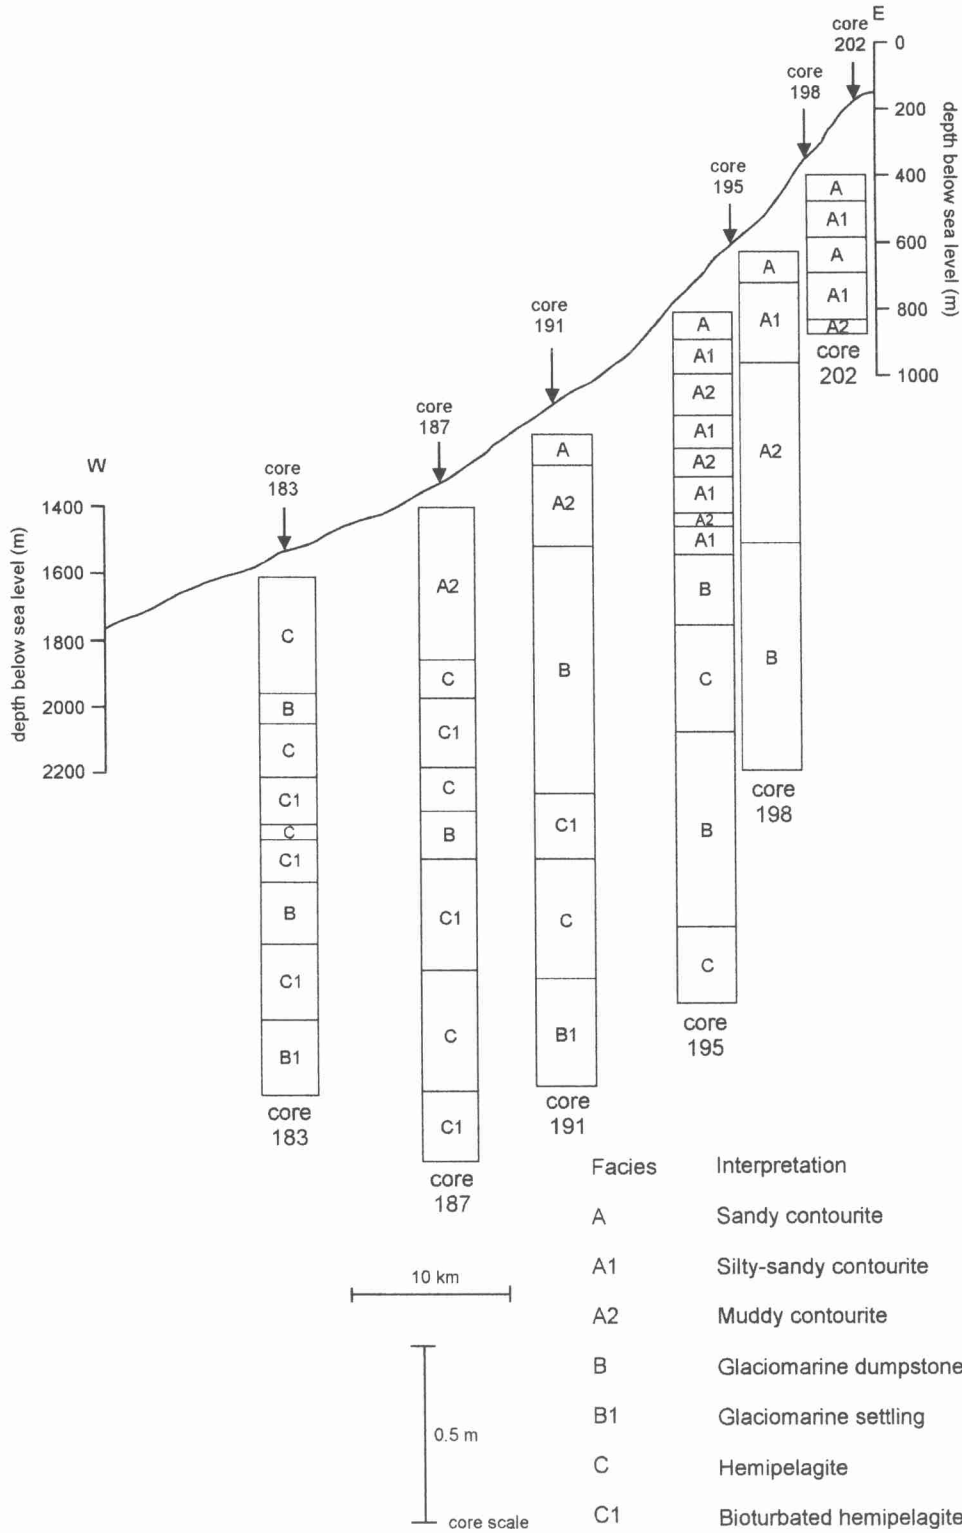 E
core
202
0
core
198
200
400
600
800
1000
depth below sea level (m)
core
195
core
191
core
187
core
183
W
1400
1600
1800
2000
2200
depth below sea level (m)
C
B
C
C1
C
C1
B
C1
B1
core
183
A2
C
C1
C
B
C1
C
C1
core
187
A
A2
B
C1
C
B1
core
191
A
A1
A2
A1
A2
A1
A2
A1
B
C
B
C
core
195
A
A1
A2
B
core
198
A
A1
A
A1
A2
core
202
Facies Interpretation
A Sandy contourite
A1 Silty-sandy contourite
A2 Muddy contourite
B Glaciomarine dumpstone
B1 Glaciomarine settling
C Hemipelagite
C1 Bioturbated hemipelagite
10 km
0.5 m
core scale